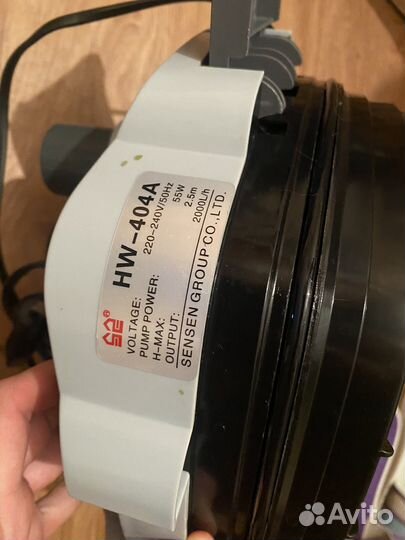 HW-404A
VOLTAGE: 220-240V/50Hz
PUMP POWER: 55W
H-MAX: 2.5m
OUTPUT: 2000L/h
SENSEN GROUP CO.,LTD.
Avito